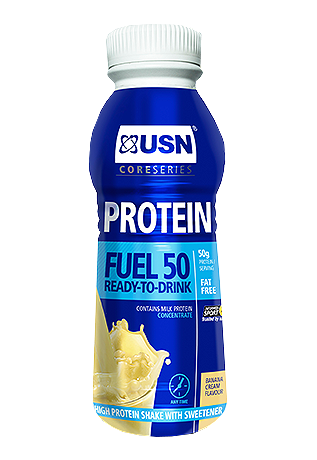 USN®
CORESERIES
PROTEIN
FUEL 50
READY-TO-DRINK
50g
PROTEIN /
SERVING
FAT
FREE
CONTAINS MILK PROTEIN
CONCENTRATE
SPORT
ANY TIME
BANANA
CREAM
FLAVOUR
HIGH PROTEIN SHAKE WITH SWEETENER